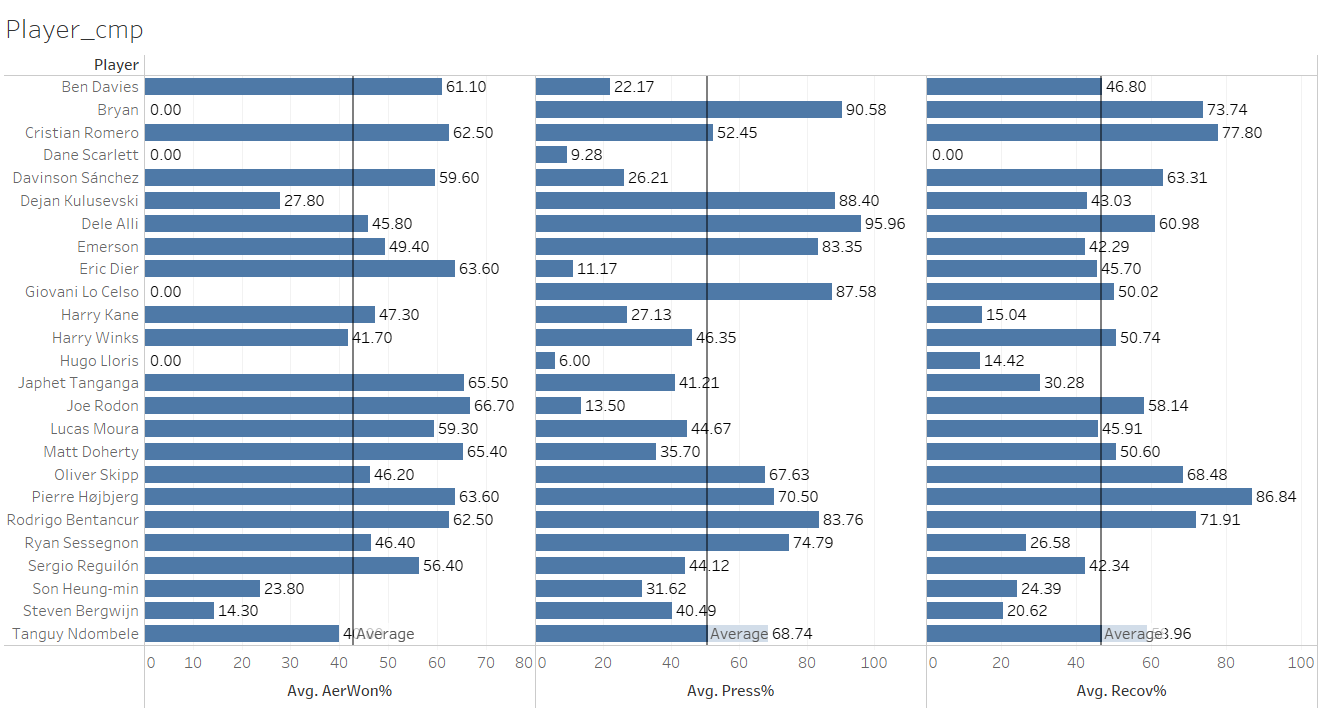 Player_cmp
Player
Ben Davies 61.10 22.17 46.80
Bryan 0.00 90.58 73.74
Cristian Romero 62.50 52.45 77.80
Dane Scarlett 0.00 9.28 0.00
Davinson Sánchez 59.60 26.21 63.31
Dejan Kulusevski 27.80 88.40 43.03
Dele Alli 45.80 95.96 60.98
Emerson 49.40 83.35 42.29
Eric Dier 63.60 11.17 45.70
Giovani Lo Celso 0.00 87.58 50.02
Harry Kane 47.30 27.13 15.04
Harry Winks 41.70 46.35 50.74
Hugo Lloris 0.00 6.00 14.42
Japhet Tanganga 65.50 41.21 30.28
Joe Rodon 66.70 13.50 58.14
Lucas Moura 59.30 44.67 45.91
Matt Doherty 65.40 35.70 50.60
Oliver Skipp 46.20 67.63 68.48
Pierre Højbjerg 63.60 70.50 86.84
Rodrigo Bentancur 62.50 83.76 71.91
Ryan Sessegnon 46.40 74.79 26.58
Sergio Reguilón 56.40 44.12 42.34
Son Heung-min 23.80 31.62 24.39
Steven Bergwijn 14.30 40.49 20.62
Tanguy Ndombele Average Average 68.74 Average
0 10 20 30 40 50 60 70 80 0 20 40 60 80 100 0 20 40 60 80 100
Avg. AerWon% Avg. Press% Avg. Recov%